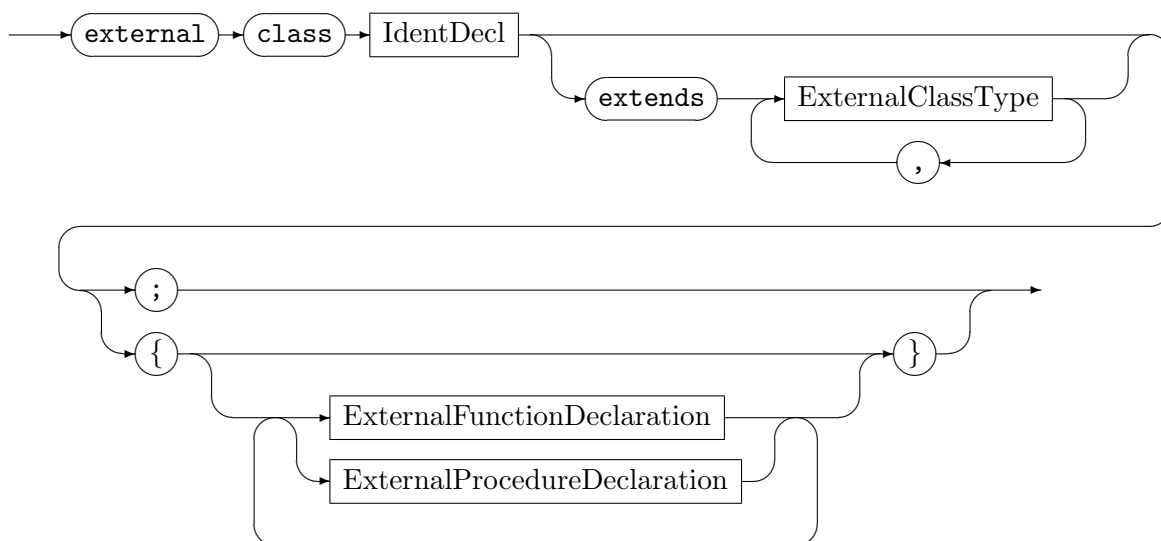 external class IdentDecl
extends ExternalClassType
,
;
{ }
ExternalFunctionDeclaration
ExternalProcedureDeclaration